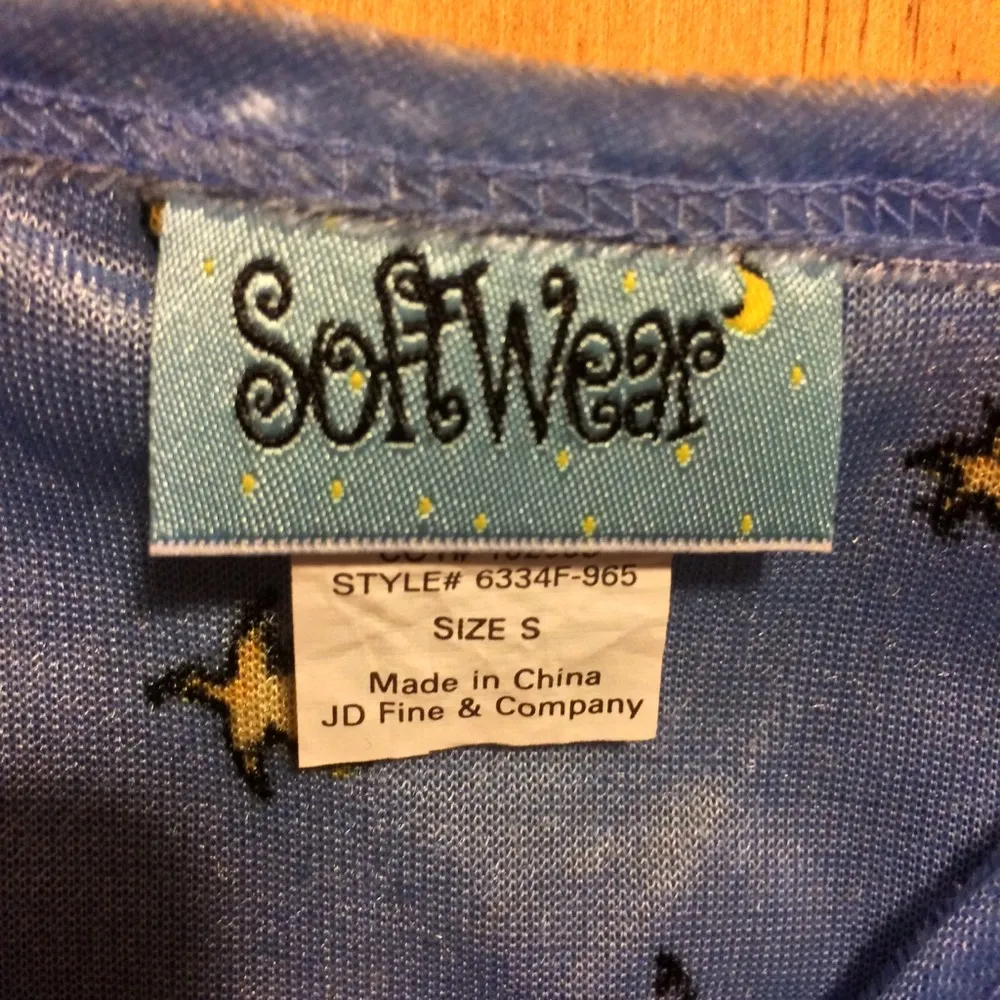 SoftWear
STYLE# 6334F-965
SIZE S
Made in China
JD Fine & Company